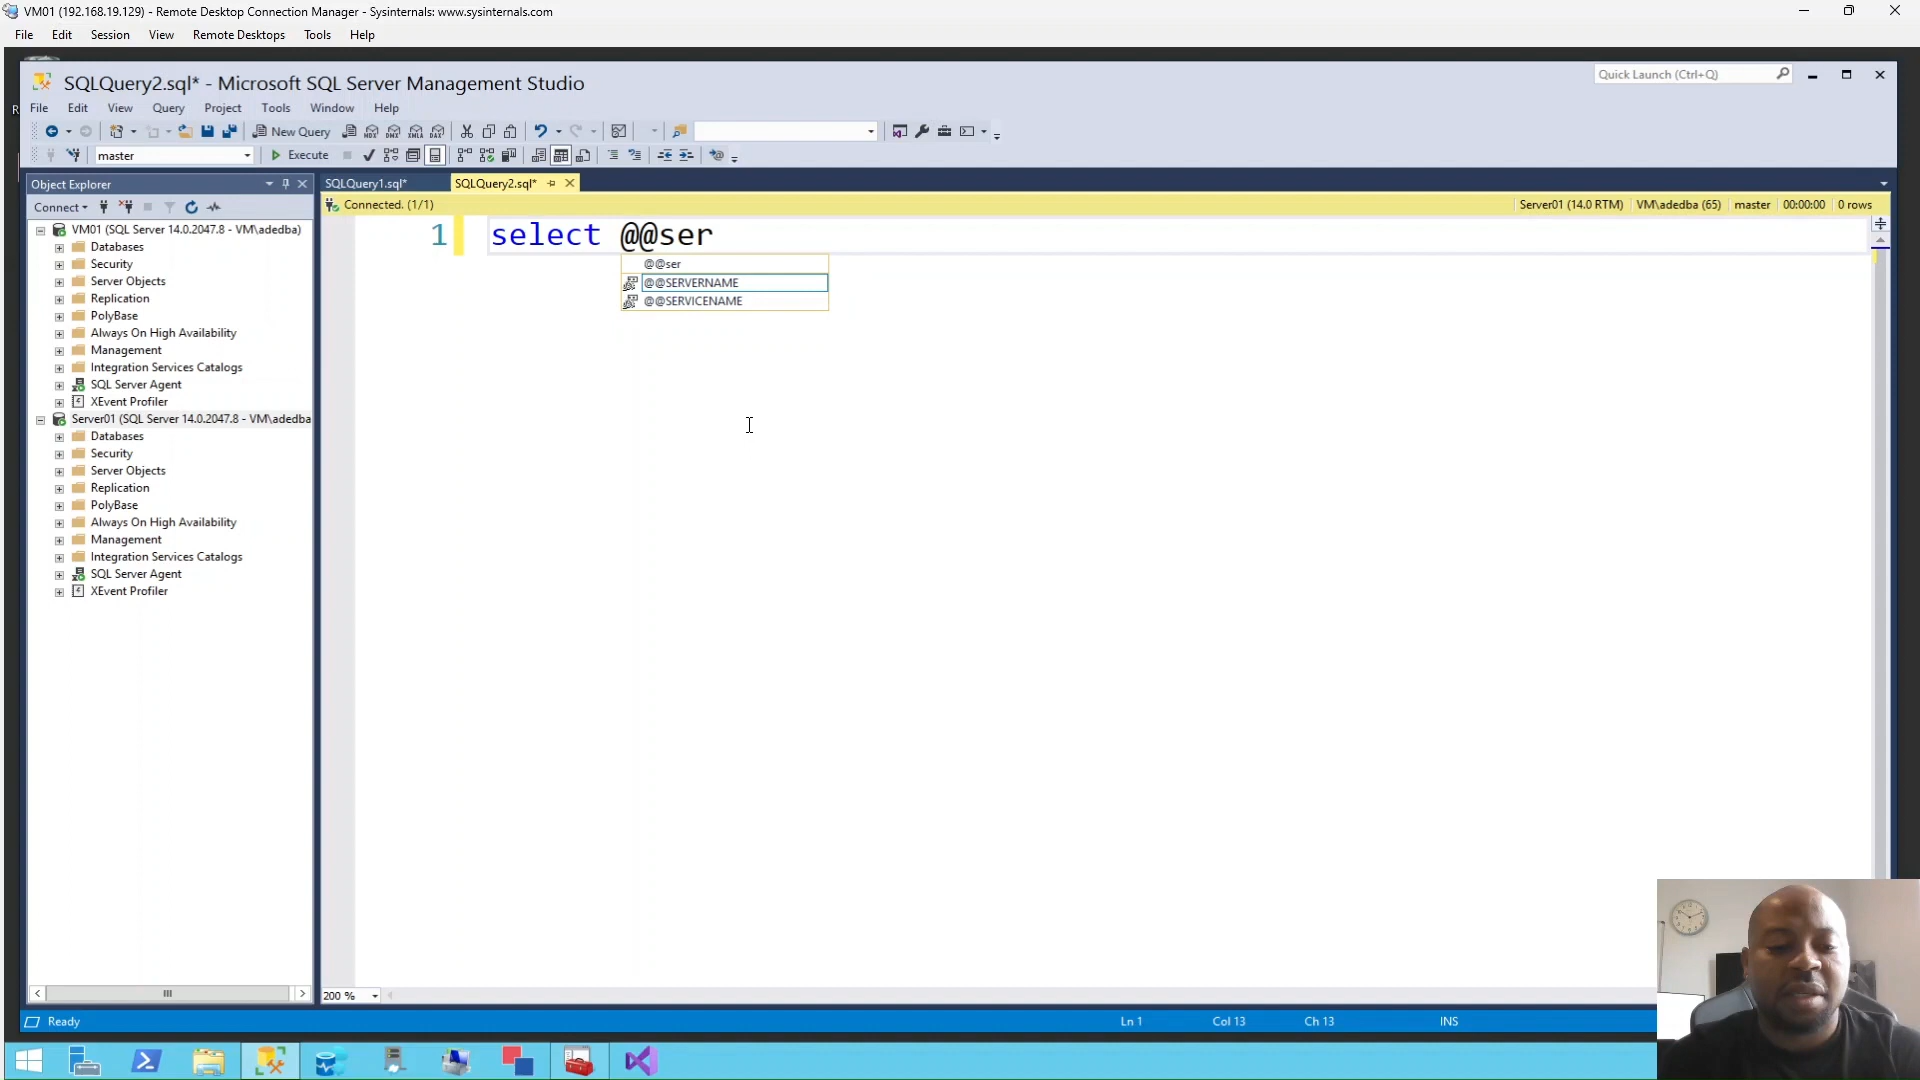 VM01 (192.168.19.129) - Remote Desktop Connection Manager - Sysinternals: www.sysinternals.com
File Edit Session View Remote Desktops Tools Help
SQLQuery2.sql* - Microsoft SQL Server Management Studio
Quick Launch (Ctrl+Q)
File Edit View Query Project Tools Window Help
New Query
MDX DMX XMLA DAX
master
Execute
Object Explorer
SQLQuery1.sql*
SQLQuery2.sql*
Connect
Connected. (1/1)
Server01 (14.0 RTM) VM\adedba (65) master 00:00:00 0 rows
VM01 (SQL Server 14.0.2047.8 - VM\adedba)
Databases
Security
Server Objects
Replication
PolyBase
Always On High Availability
Management
Integration Services Catalogs
SQL Server Agent
XEvent Profiler
Server01 (SQL Server 14.0.2047.8 - VM\adedba
Databases
Security
Server Objects
Replication
PolyBase
Always On High Availability
Management
Integration Services Catalogs
SQL Server Agent
XEvent Profiler
1 select @@ser
@@ser
@@SERVERNAME
@@SERVICENAME
200 %
Ready
Ln 1 Col 13 Ch 13 INS